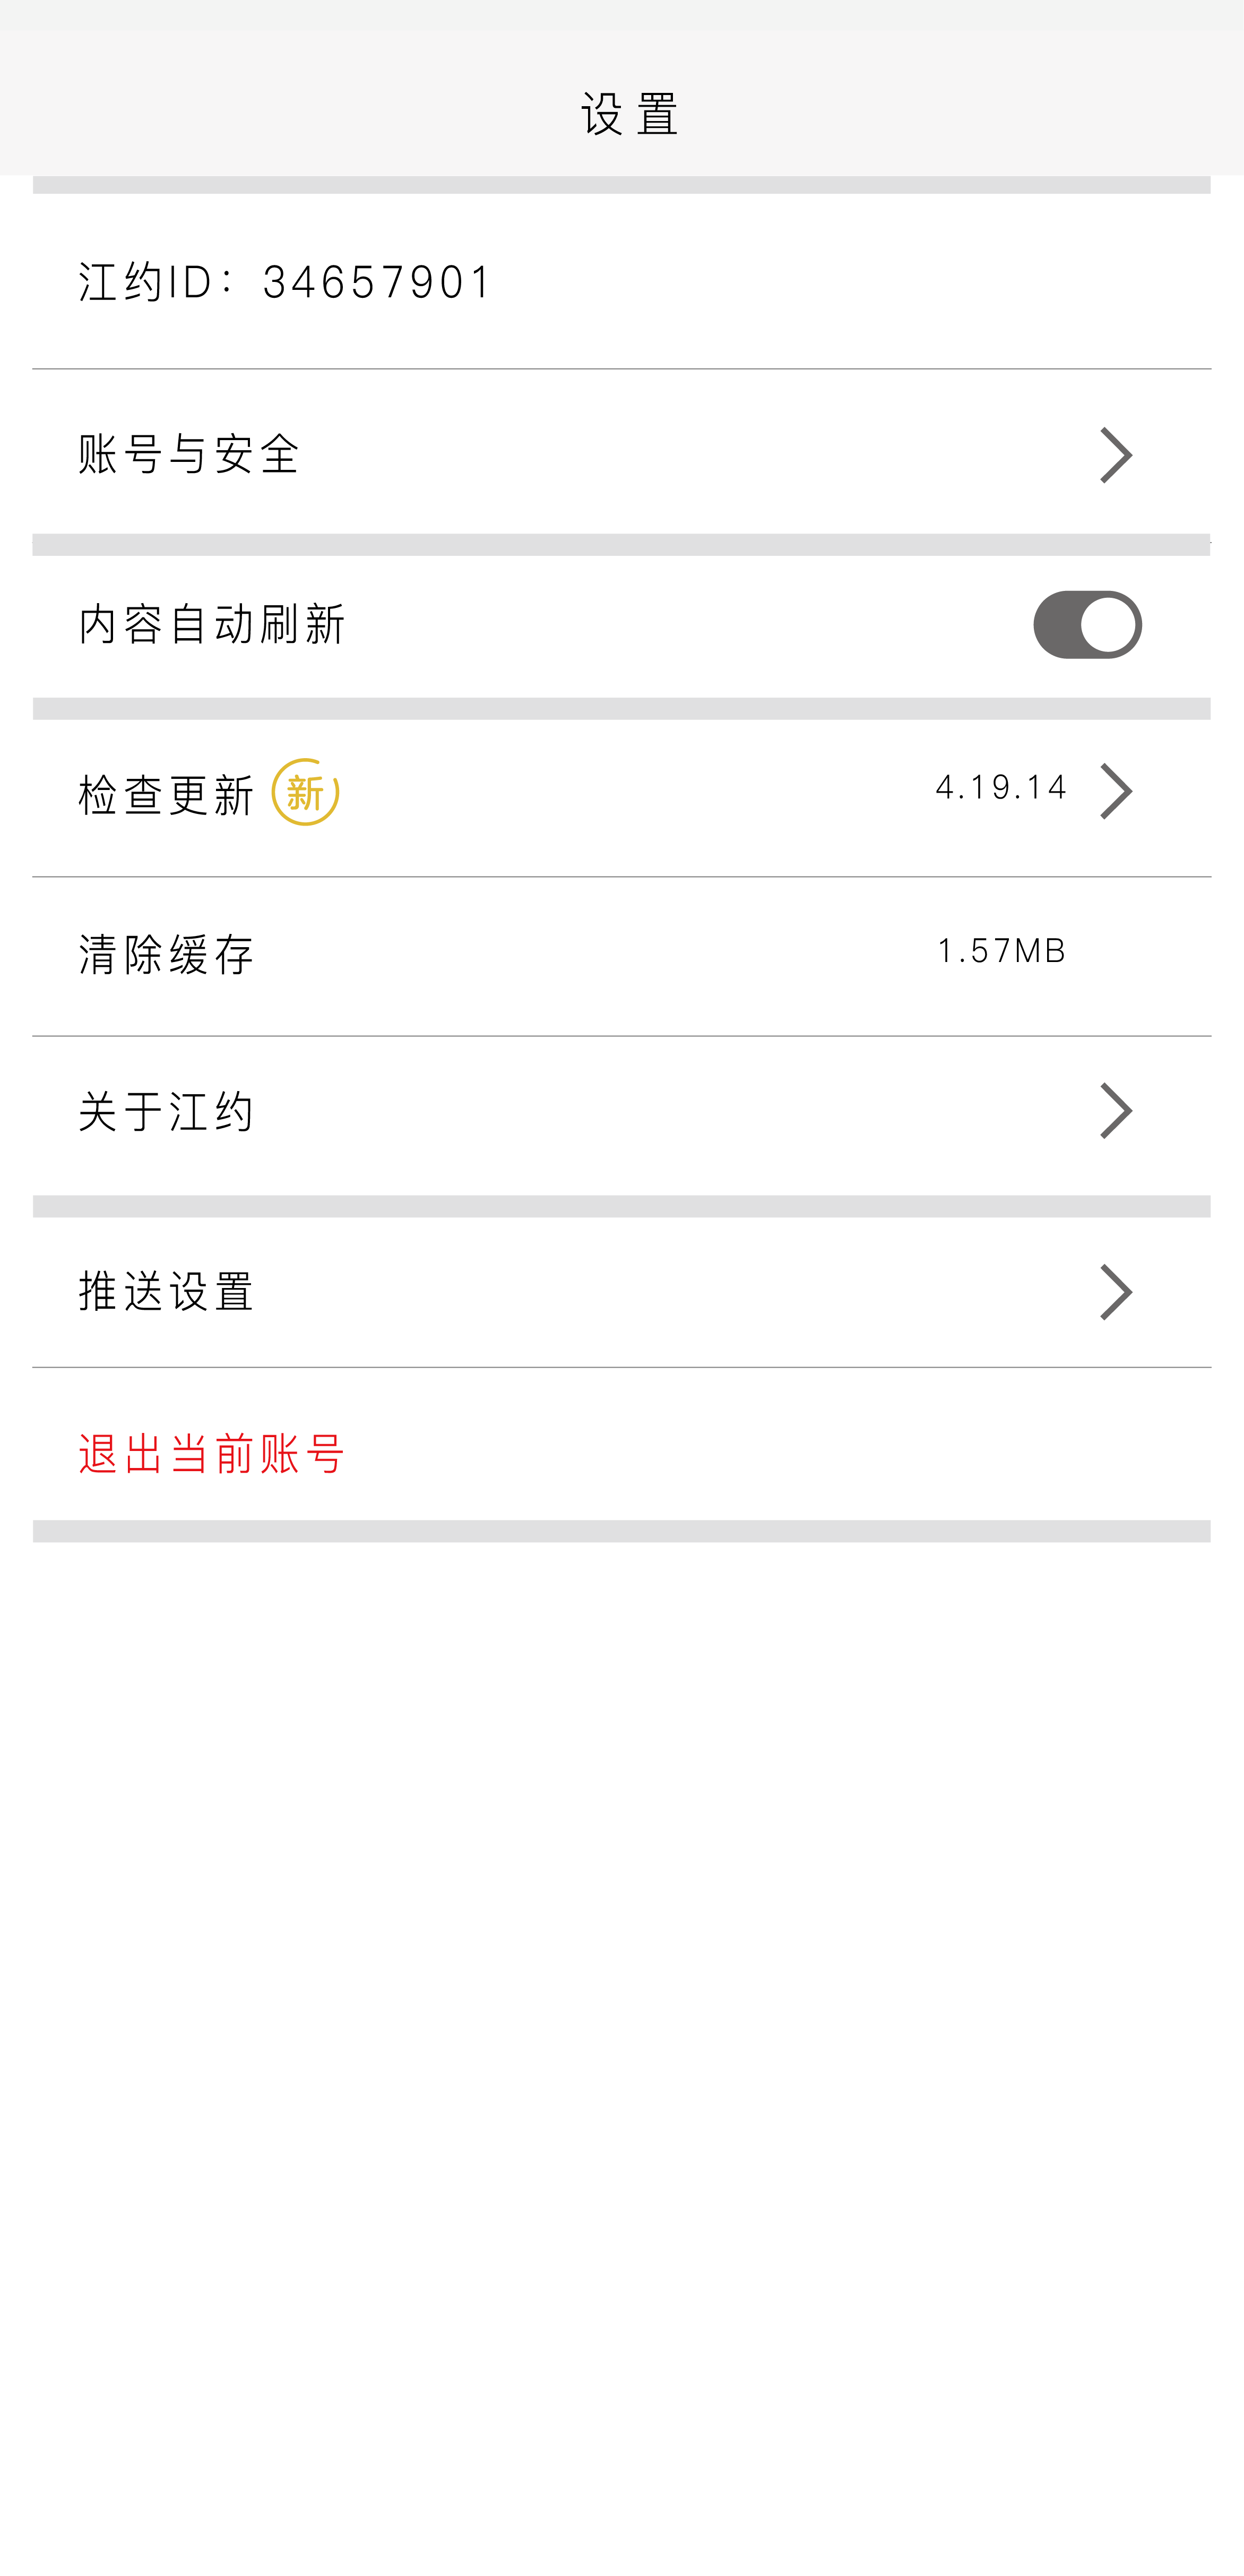 设置
江约ID：34657901
账号与安全
内容自动刷新
检查更新 新 4.19.14
清除缓存 1.57MB
关于江约
推送设置
退出当前账号